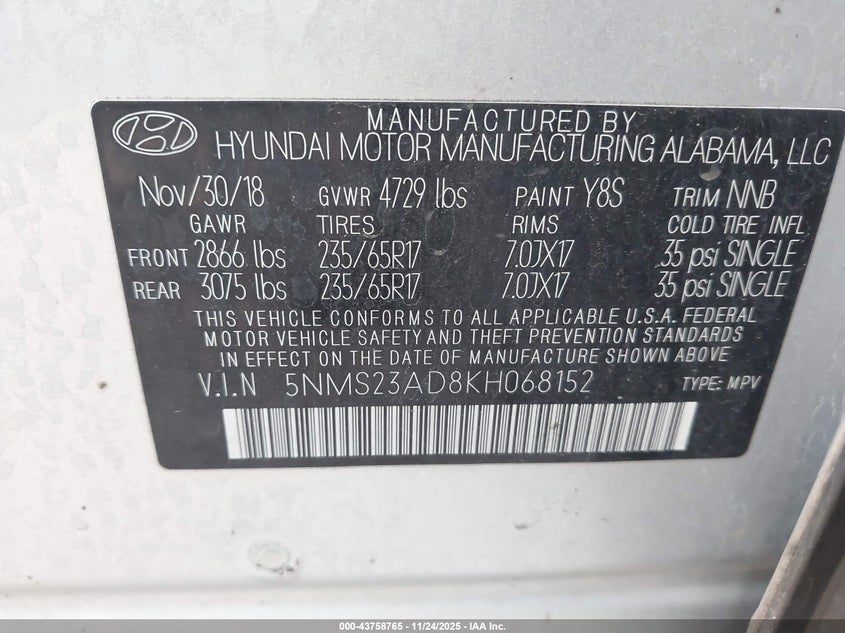 MANUFACTURED BY
HYUNDAI MOTOR MANUFACTURING ALABAMA, LLC
Nov/30/18 GVWR 4729 lbs PAINT Y8S TRIM NNB
GAWR TIRES RIMS COLD TIRE INFL.
FRONT 2866 lbs 235/65R17 7.0JX17 35 psi SINGLE
REAR 3075 lbs 235/65R17 7.0JX17 35 psi SINGLE
THIS VEHICLE CONFORMS TO ALL APPLICABLE U.S.A. FEDERAL
MOTOR VEHICLE SAFETY AND THEFT PREVENTION STANDARDS
IN EFFECT ON THE DATE OF MANUFACTURE SHOWN ABOVE
V.I.N 5NMS23AD8KH068152 TYPE: MPV
000-43758765 - 11/24/2025 - IAA Inc.